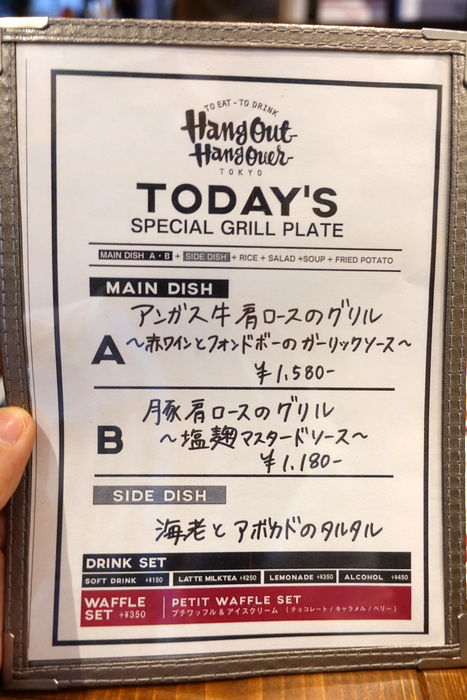 TO EAT - TO DRINK
HangOut
HangOver
TOKYO
TODAY'S
SPECIAL GRILL PLATE
MAIN DISH A・B + SIDE DISH + RICE + SALAD +SOUP + FRIED POTATO
MAIN DISH
A
アンガス牛肩ロースのグリル
～赤ワインとフォンドボーのガーリックソース～
¥1,580-
B
豚肩ロースのグリル
～塩麹マスタードソース～
¥1,180-
SIDE DISH
海老とアボカドのタルタル
DRINK SET
SOFT DRINK +¥150 LATTE MILKTEA +¥250 LEMONADE +¥350 ALCOHOL +¥450
WAFFLE SET +¥350
PETIT WAFFLE SET
プチワッフル＆アイスクリーム （チョコレート / キャラメル / ベリー）